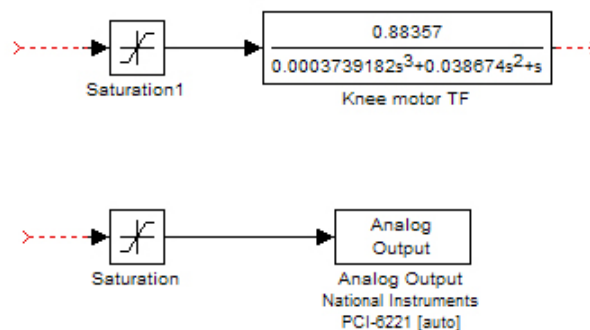 0.88357
0.0003739182s³+0.038674s²+s
Saturation1
Knee motor TF
Analog
Output
Saturation
Analog Output
National Instruments
PCI-6221 [auto]